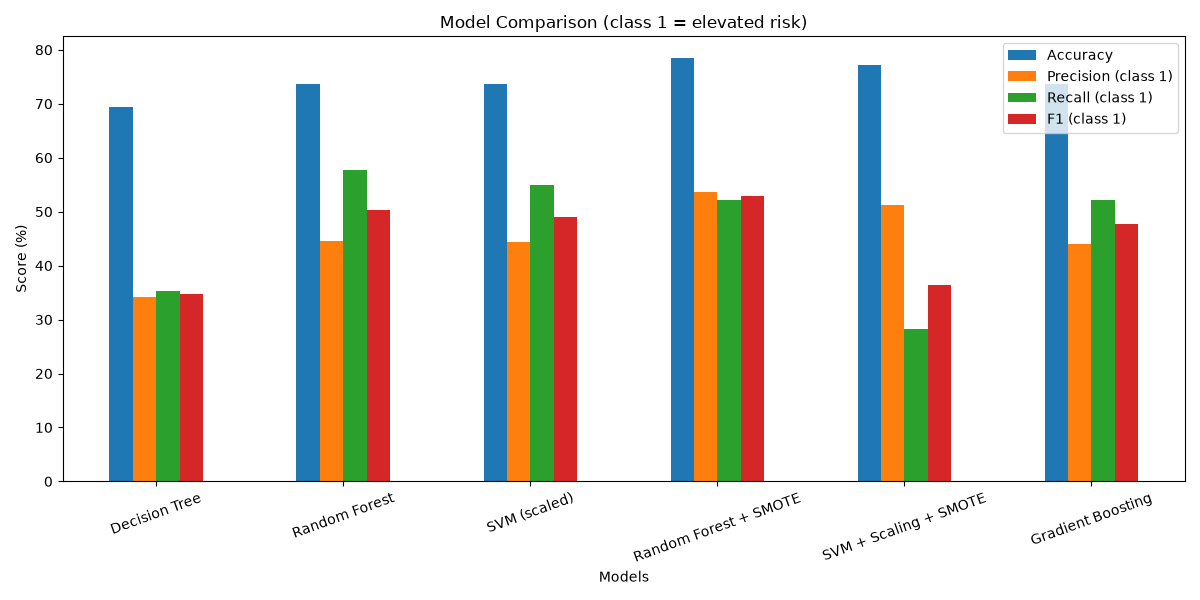 Model Comparison (class 1 = elevated risk)
Accuracy
Precision (class 1)
Recall (class 1)
F1 (class 1)
Score (%)
80
70
60
50
40
30
20
10
0
Decision Tree
Random Forest
SVM (scaled)
Random Forest + SMOTE
SVM + Scaling + SMOTE
Gradient Boosting
Models